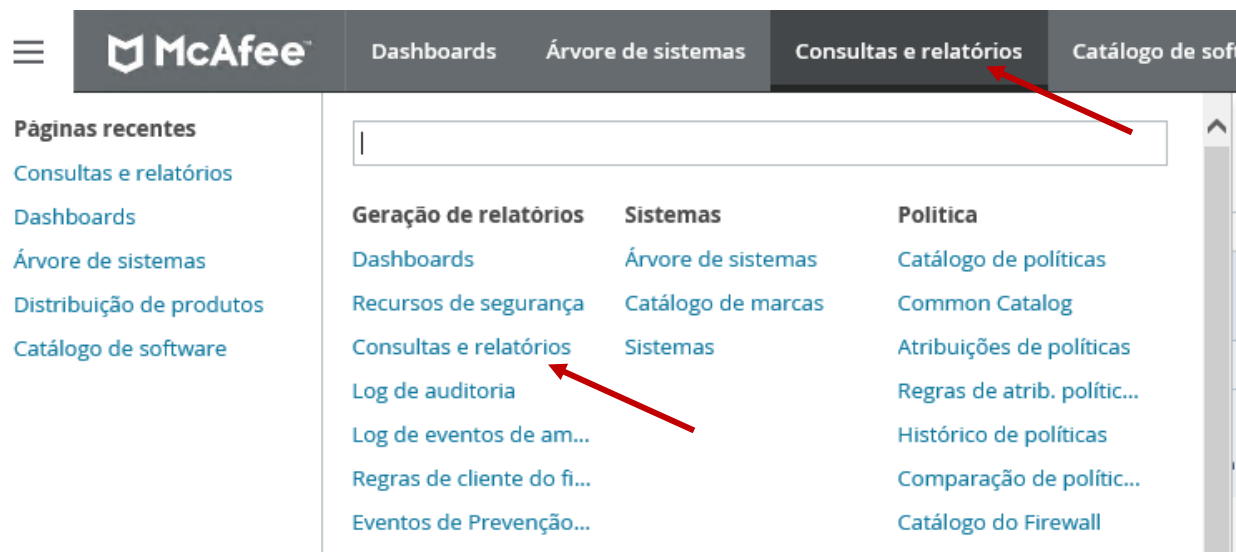 McAfee
Dashboards
Árvore de sistemas
Consultas e relatórios
Catálogo de sof
Páginas recentes
Consultas e relatórios
Dashboards
Árvore de sistemas
Distribuição de produtos
Catálogo de software
Geração de relatórios
Dashboards
Recursos de segurança
Consultas e relatórios
Log de auditoria
Log de eventos de am...
Regras de cliente do fi...
Eventos de Prevenção...
Sistemas
Árvore de sistemas
Catálogo de marcas
Sistemas
Política
Catálogo de políticas
Common Catalog
Atribuições de políticas
Regras de atrib. polític...
Histórico de políticas
Comparação de polític...
Catálogo do Firewall